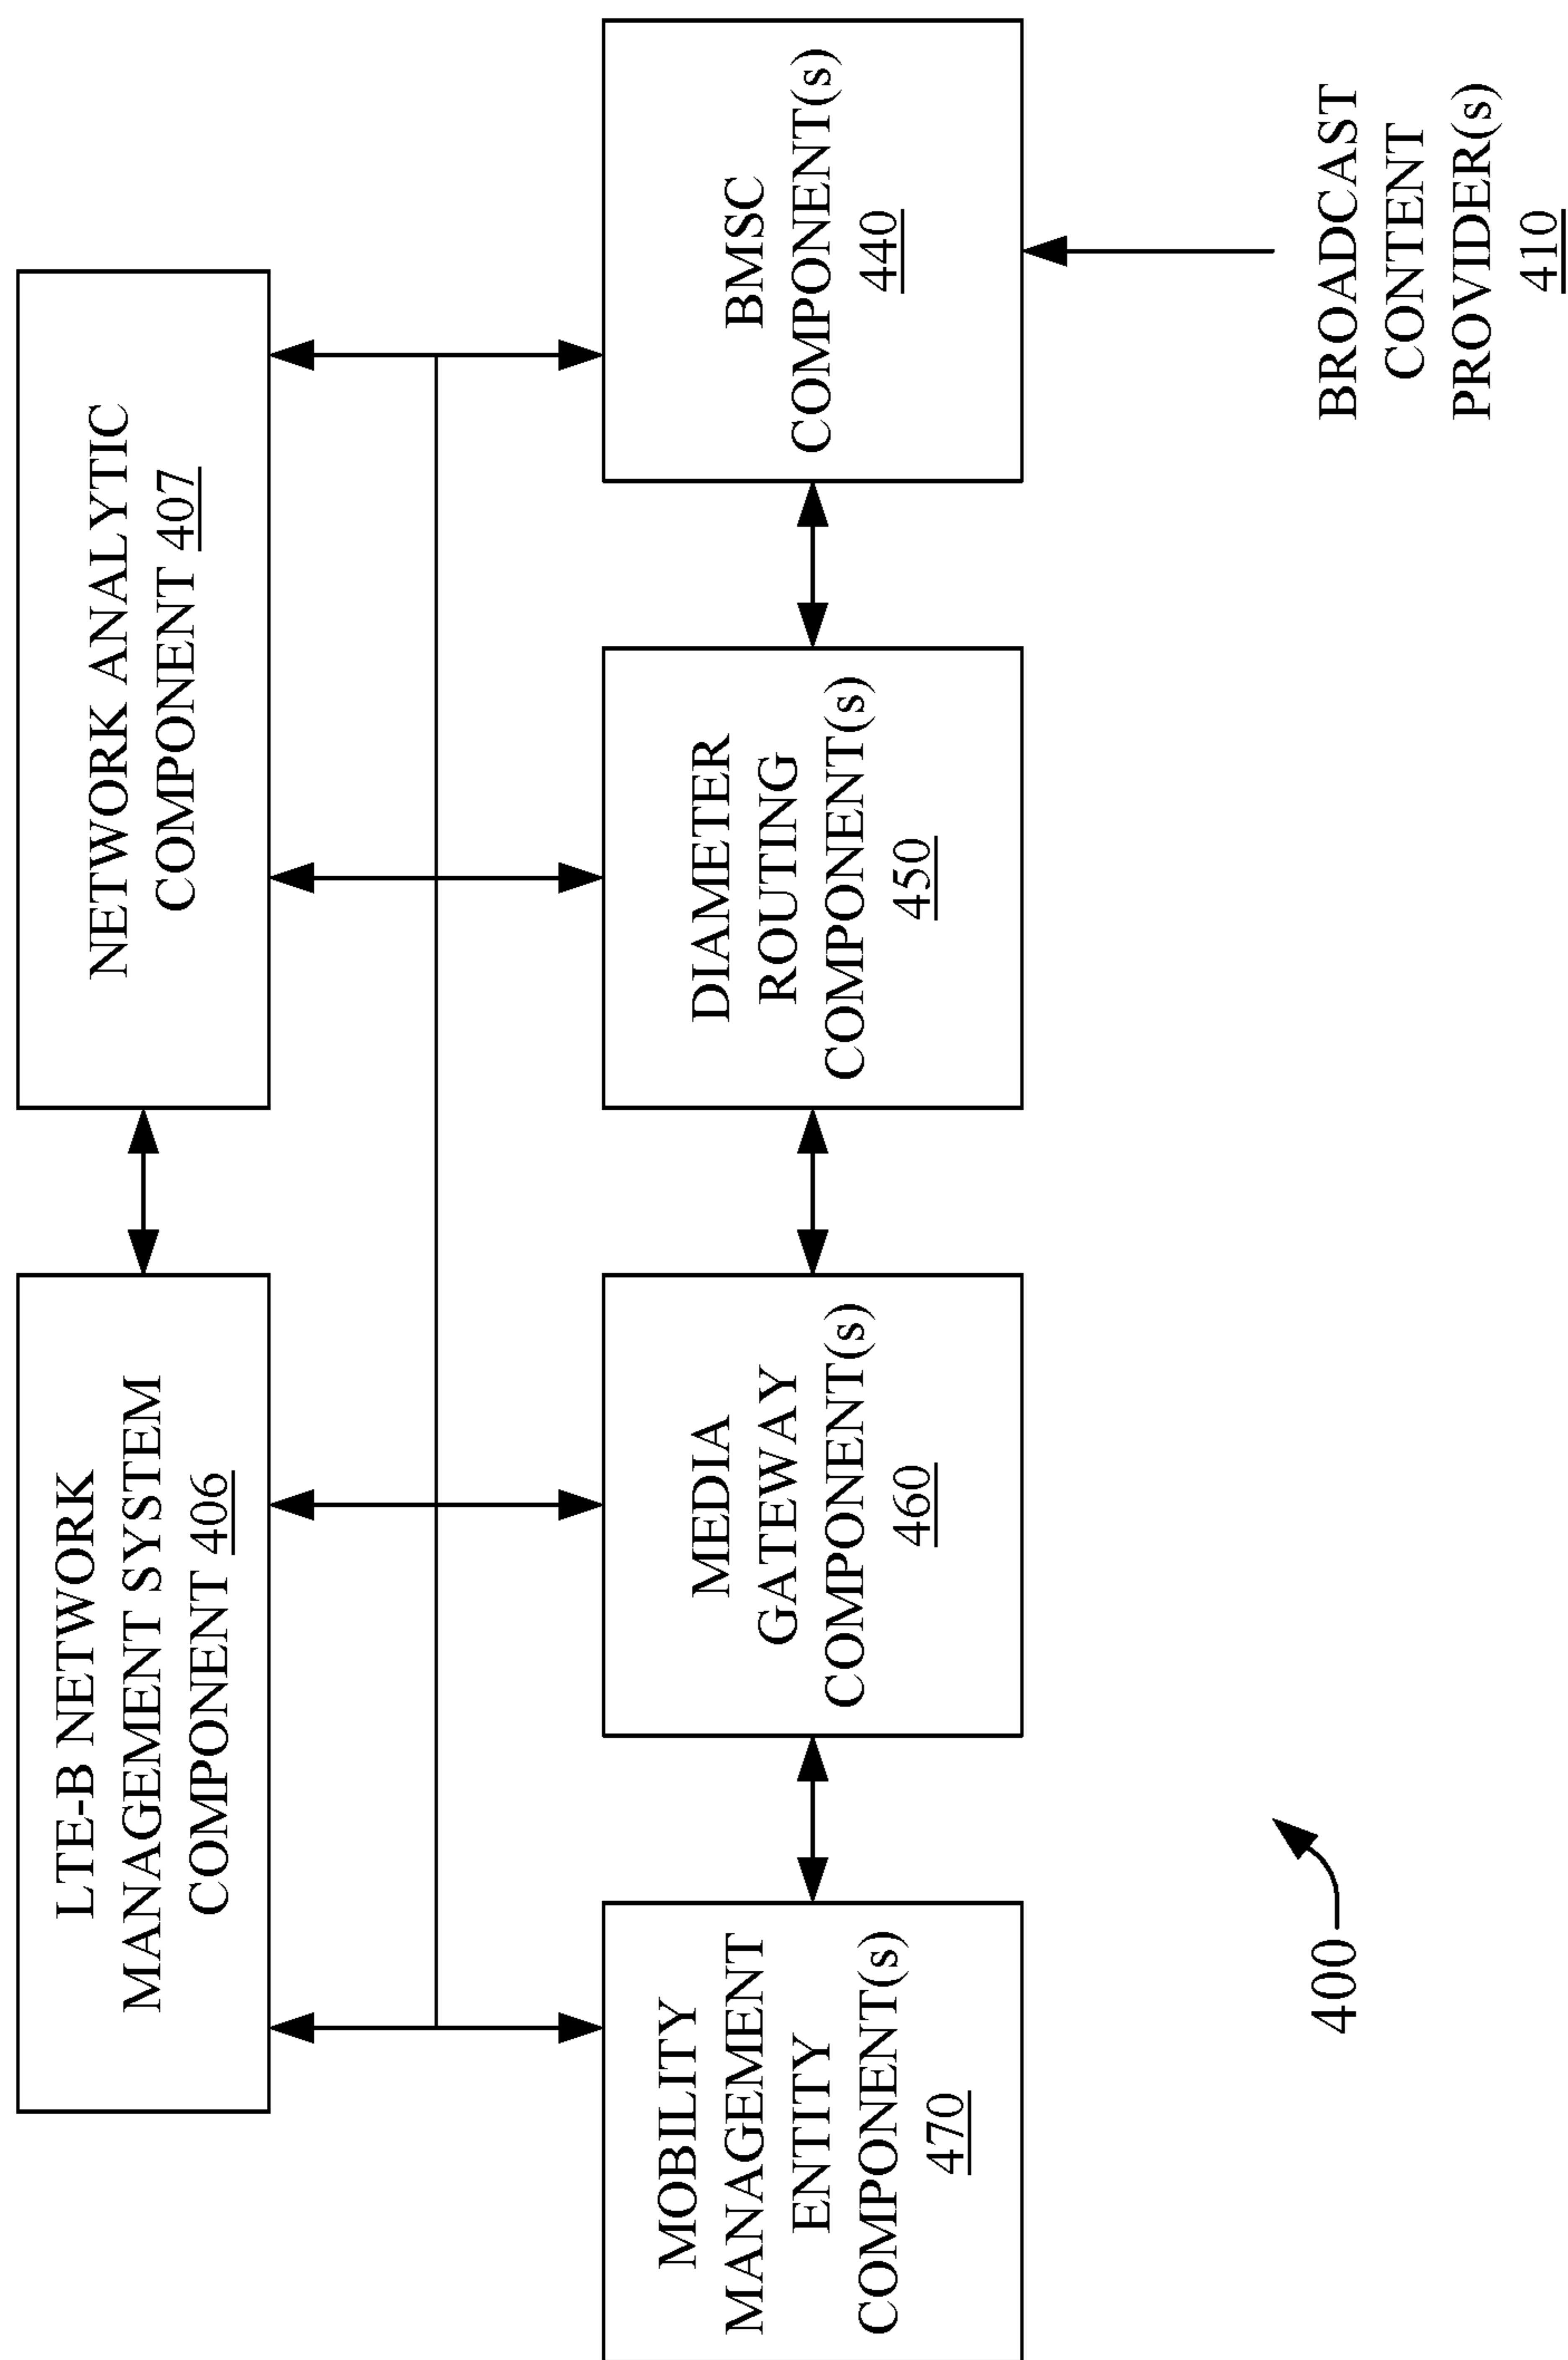 LTE-B NETWORK
MANAGEMENT SYSTEM
COMPONENT 406
NETWORK ANALYTIC
COMPONENT 407
MOBILITY
MANAGEMENT
ENTITY
COMPONENT(s)
470
MEDIA
GATEWAY
COMPONENT(s)
460
DIAMETER
ROUTING
COMPONENT(s)
450
BMSC
COMPONENT(s)
440
400
BROADCAST
CONTENT
PROVIDER(s)
410